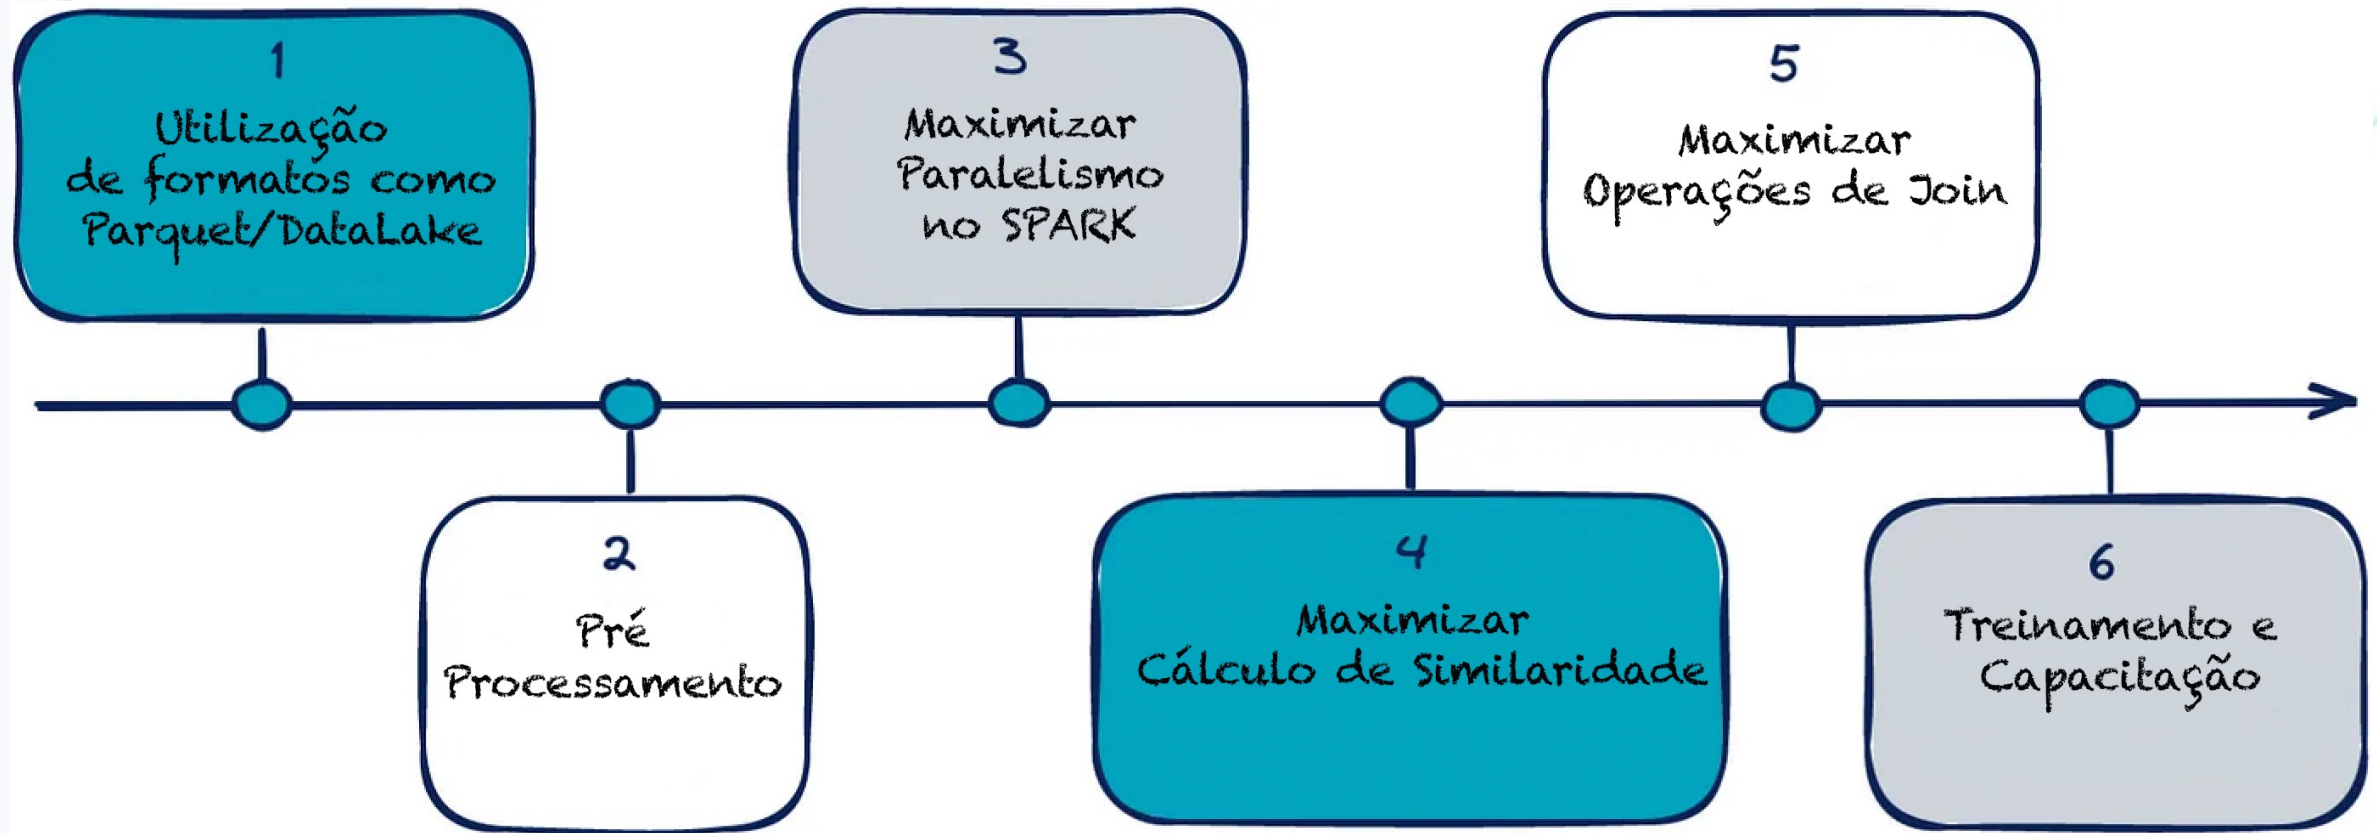 1
Utilização
de formatos como
Parquet/DataLake
2
Pré
Processamento
3
Maximizar
Paralelismo
no SPARK
4
Maximizar
Cálculo de Similaridade
5
Maximizar
Operações de Join
6
Treinamento e
Capacitação